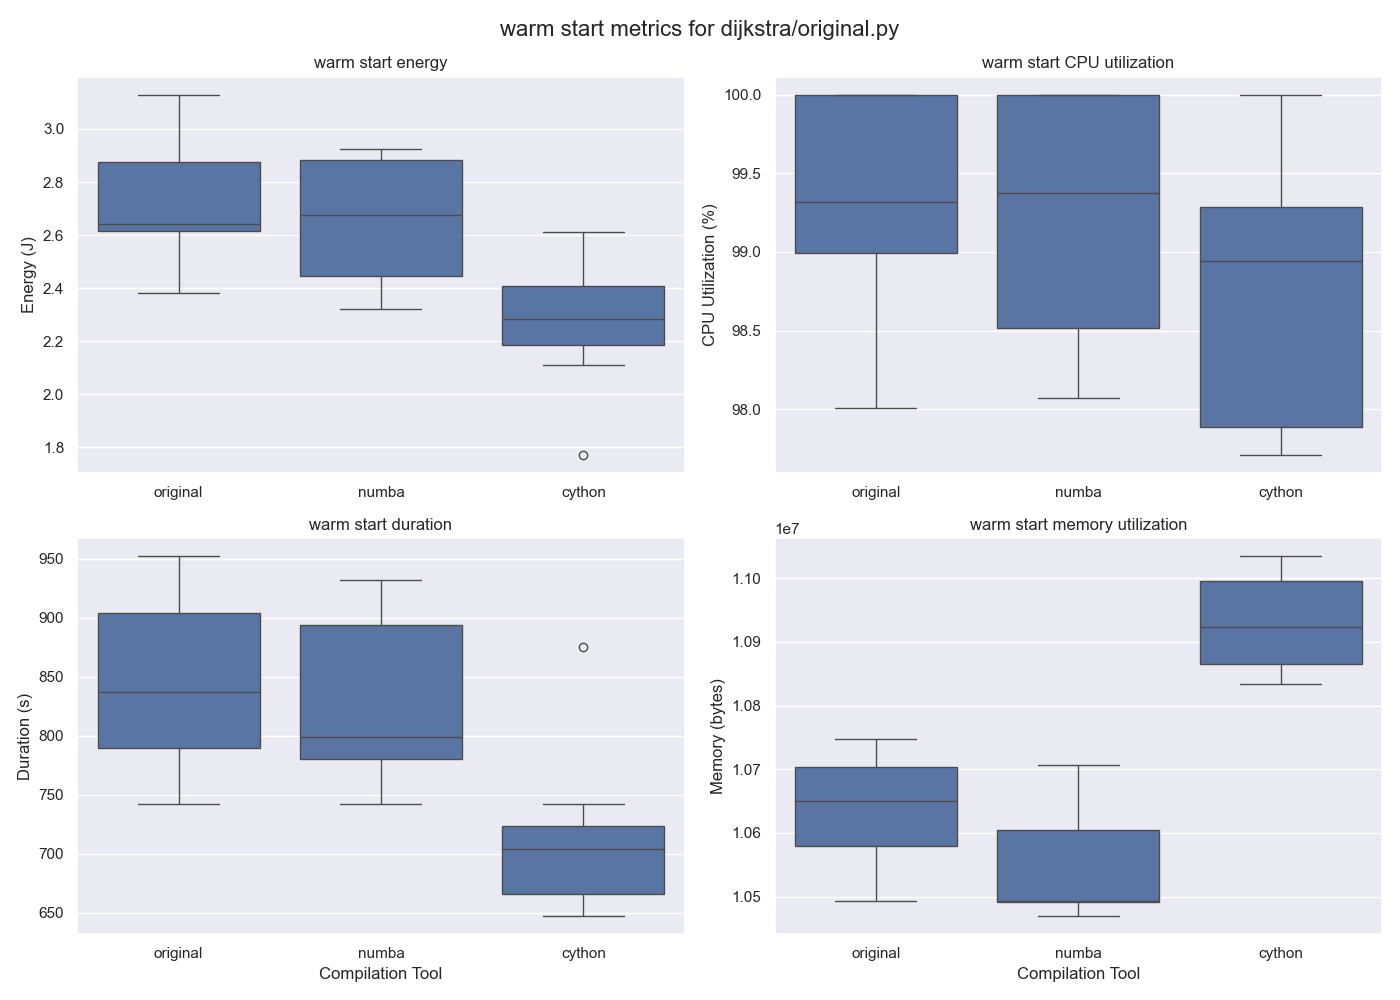 warm start metrics for dijkstra/original.py
warm start energy
Energy (J)
3.0
2.8
2.6
2.4
2.2
2.0
1.8
original numba cython
warm start CPU utilization
CPU Utilization (%)
100.0
99.5
99.0
98.5
98.0
original numba cython
warm start duration
Duration (s)
950
900
850
800
750
700
650
original numba cython
Compilation Tool
warm start memory utilization
1e7
Memory (bytes)
1.10
1.09
1.08
1.07
1.06
1.05
original numba cython
Compilation Tool